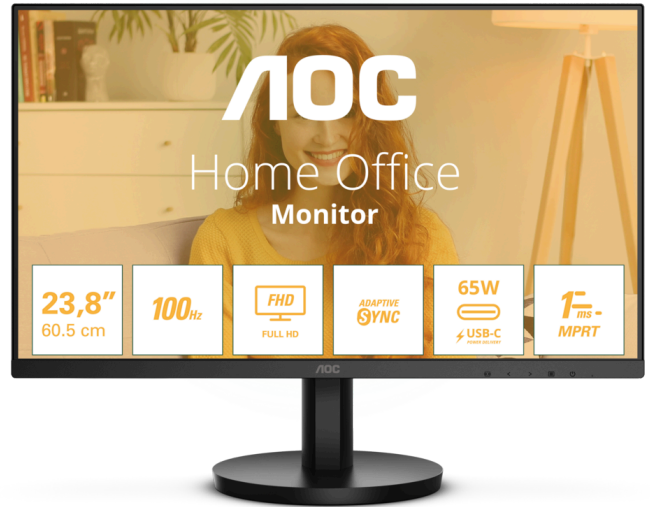 AOC
Home Office
Monitor
23,8”
60.5 cm
100Hz
FHD
FULL HD
ADAPTIVE
SYNC
65W
USB-C
POWER DELIVERY
1ms
MPRT
AOC